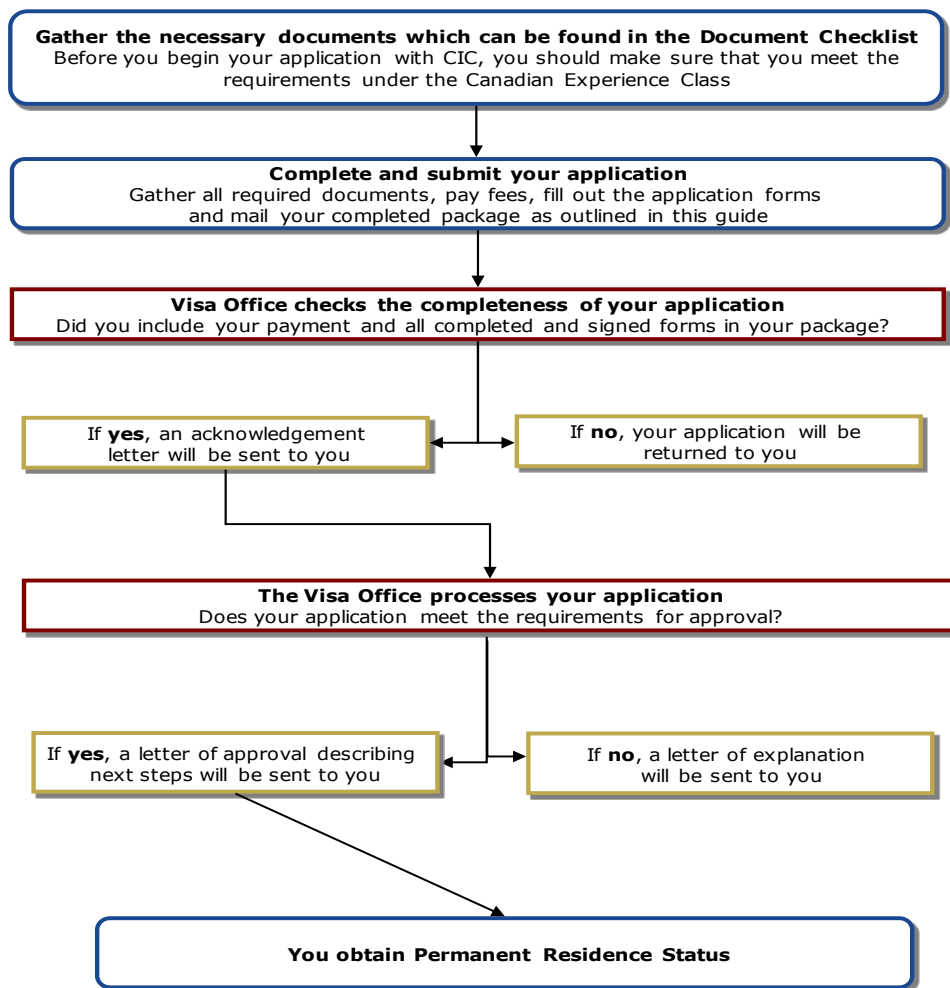 Gather the necessary documents which can be found in the Document Checklist
Before you begin your application with CIC, you should make sure that you meet the
requirements under the Canadian Experience Class
Complete and submit your application
Gather all required documents, pay fees, fill out the application forms
and mail your completed package as outlined in this guide
Visa Office checks the completeness of your application
Did you include your payment and all completed and signed forms in your package?
If yes, an acknowledgement
letter will be sent to you
If no, your application will be
returned to you
The Visa Office processes your application
Does your application meet the requirements for approval?
If yes, a letter of approval describing
next steps will be sent to you
If no, a letter of explanation
will be sent to you
You obtain Permanent Residence Status